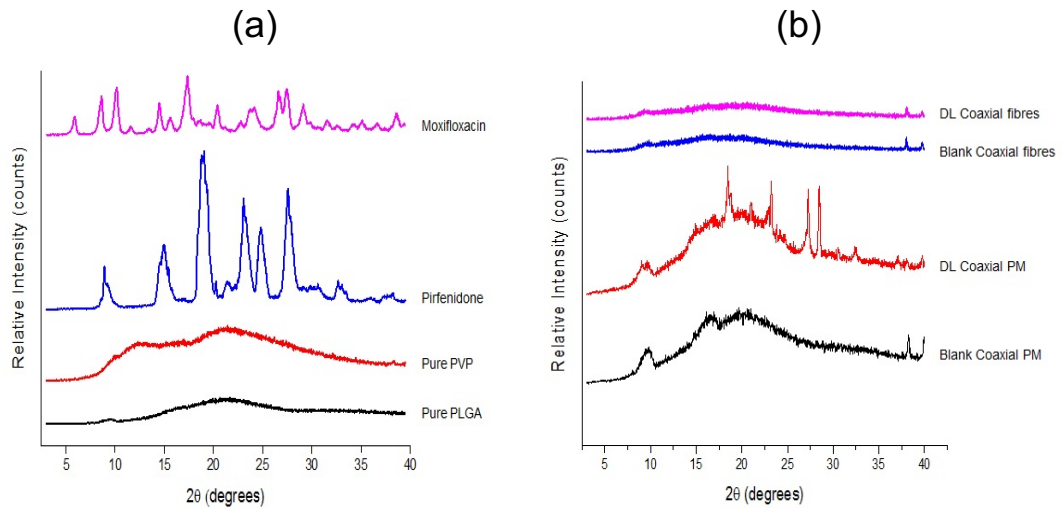 (a)
Relative Intensity (counts)
Moxifloxacin
Pirfenidone
Pure PVP
Pure PLGA
5 10 15 20 25 30 35 40
2θ (degrees)
(b)
Relative Intensity (counts)
DL Coaxial fibres
Blank Coaxial fibres
DL Coaxial PM
Blank Coaxial PM
5 10 15 20 25 30 35 40
2θ (degrees)